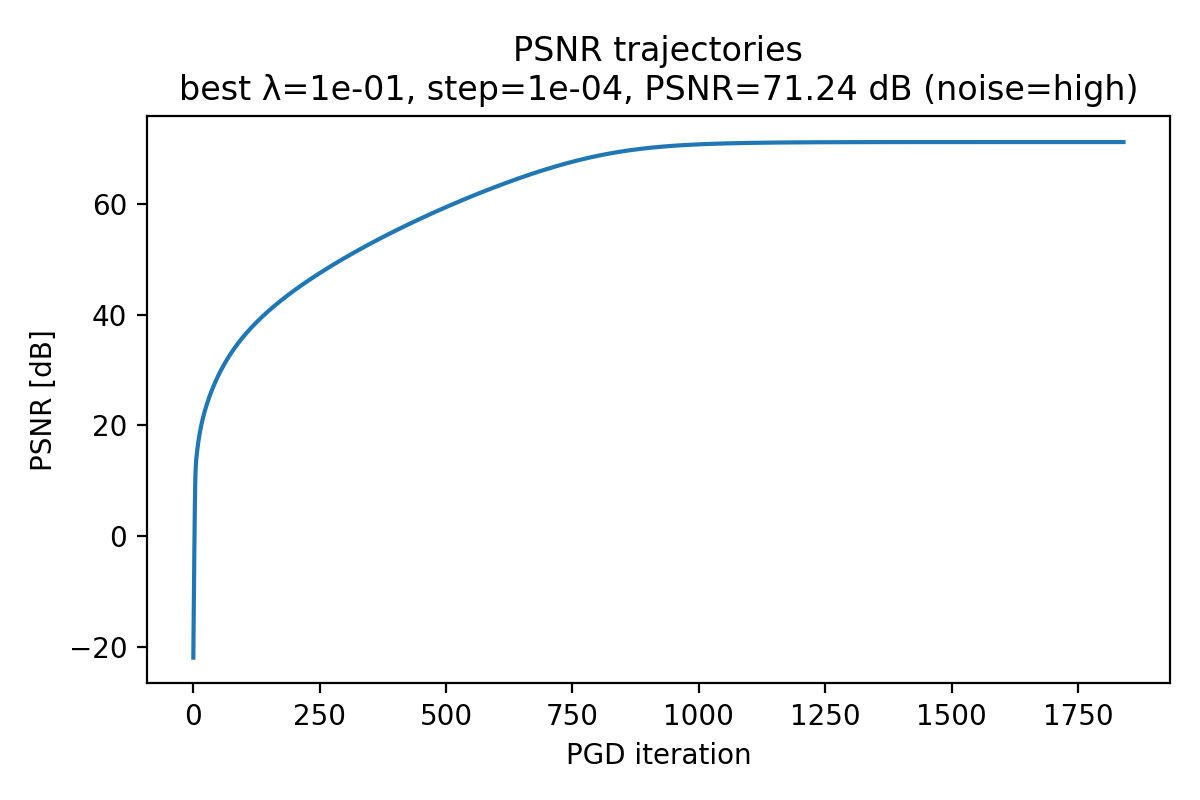 PSNR trajectories
best λ=1e-01, step=1e-04, PSNR=71.24 dB (noise=high)
60
40
20
0
−20
PSNR [dB]
0 250 500 750 1000 1250 1500 1750
PGD iteration